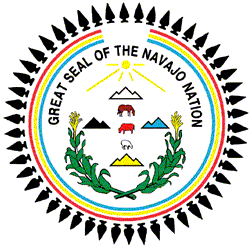 GREAT SEAL OF THE NAVAJO NATION